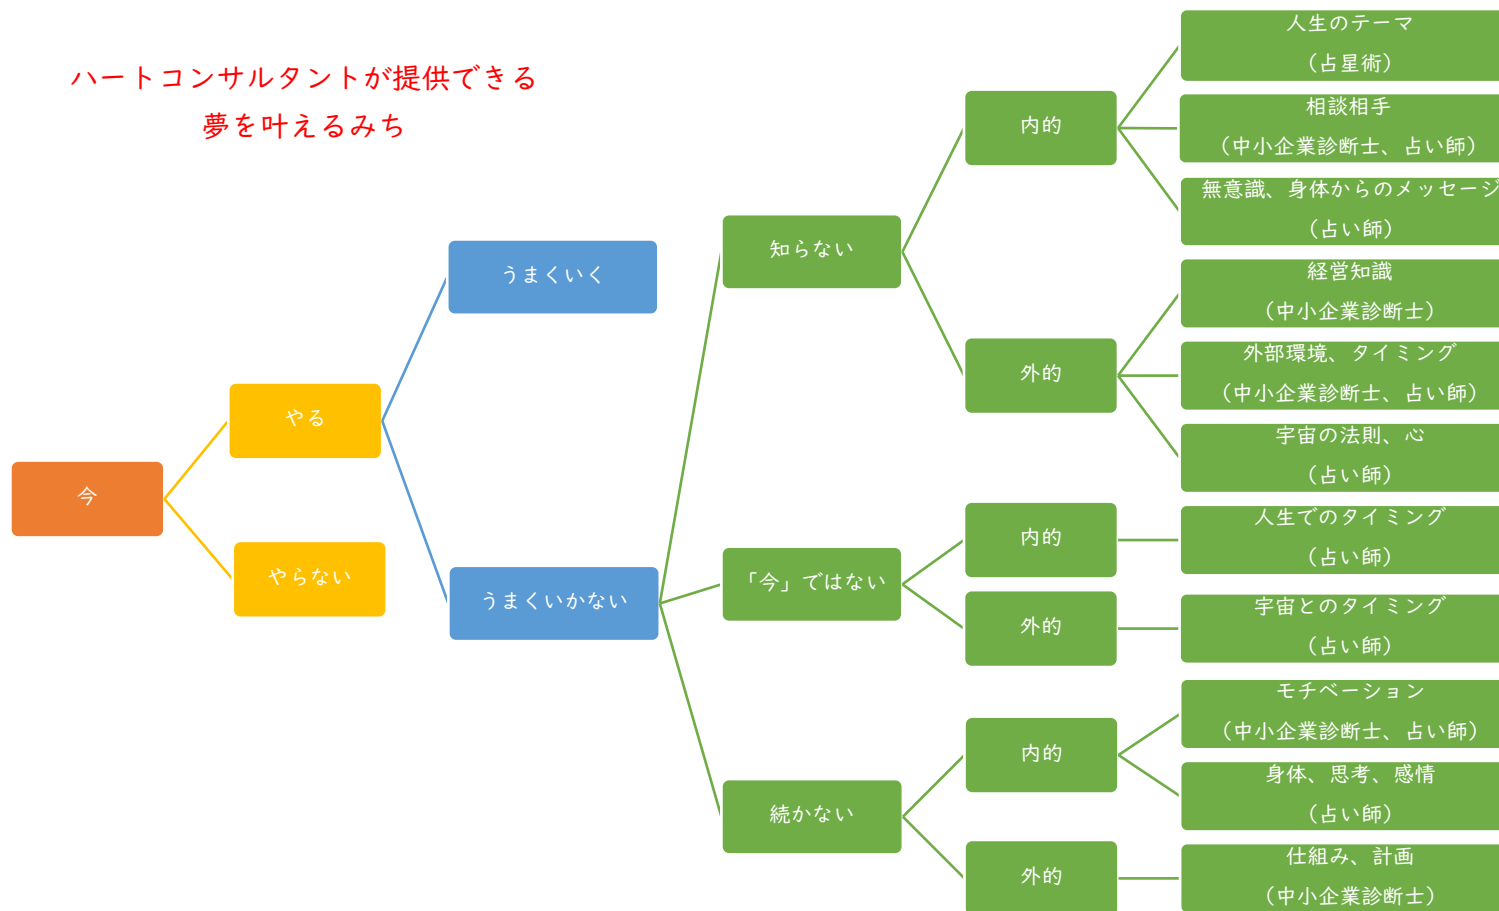 ハートコンサルタントが提供できる
夢を叶えるみち
今
やる
やらない
うまくいく
うまくいかない
知らない
内的
人生のテーマ
（占星術）
相談相手
（中小企業診断士、占い師）
無意識、身体からのメッセージ
（占い師）
外的
経営知識
（中小企業診断士）
外部環境、タイミング
（中小企業診断士、占い師）
宇宙の法則、心
（占い師）
「今」ではない
内的
人生でのタイミング
（占い師）
外的
宇宙とのタイミング
（占い師）
続かない
内的
モチベーション
（中小企業診断士、占い師）
身体、思考、感情
（占い師）
外的
仕組み、計画
（中小企業診断士）